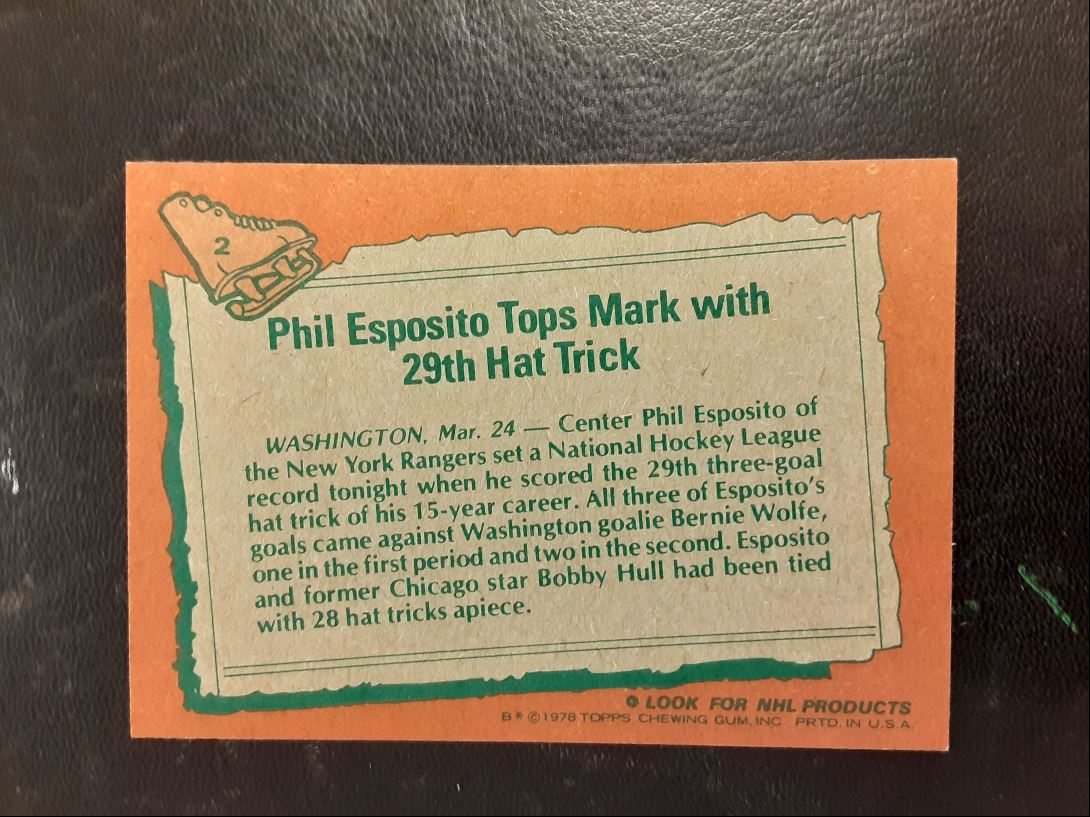 2
Phil Esposito Tops Mark with
29th Hat Trick
WASHINGTON, Mar. 24 — Center Phil Esposito of
the New York Rangers set a National Hockey League
record tonight when he scored the 29th three-goal
hat trick of his 15-year career. All three of Esposito's
goals came against Washington goalie Bernie Wolfe,
one in the first period and two in the second. Esposito
and former Chicago star Bobby Hull had been tied
with 28 hat tricks apiece.
LOOK FOR NHL PRODUCTS
B* © 1978 TOPPS CHEWING GUM, INC. PRTD. IN U.S.A.